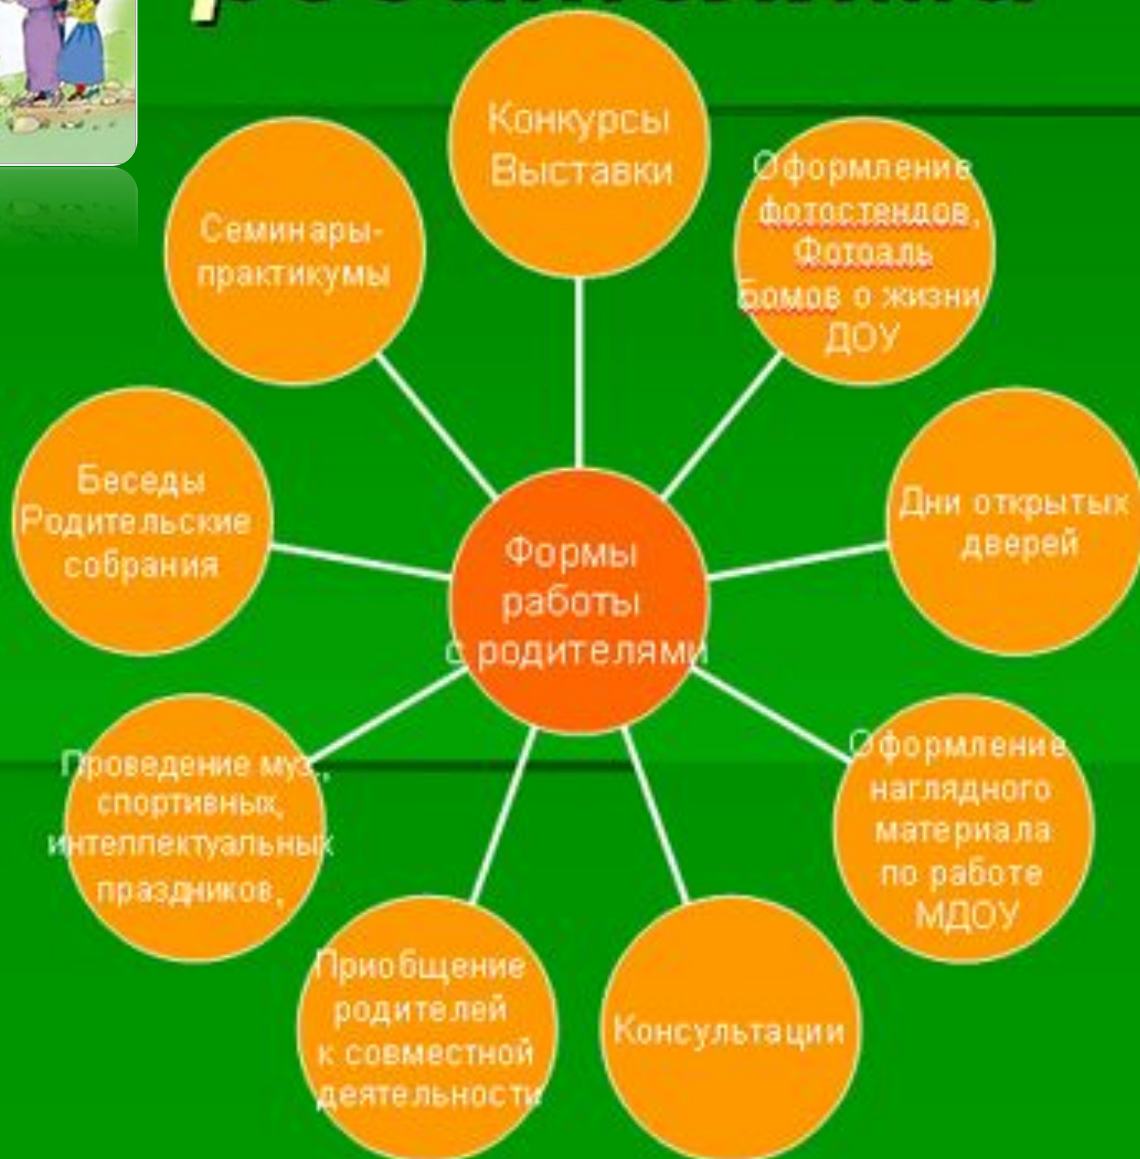 Конкурсы
Выставки
Оформление
фотостендов,
Фотоаль
Бомов о жизни
ДОУ
Дни открытых
дверей
Оформление
наглядного
материала
по работе
МДОУ
Консультации
Приобщение
родителей
к совместной
деятельности
Проведение муз.,
спортивных,
интеллектуальных
праздников,
Беседы
Родительские
собрания
Семинары-
практикумы
Формы
работы
с родителями